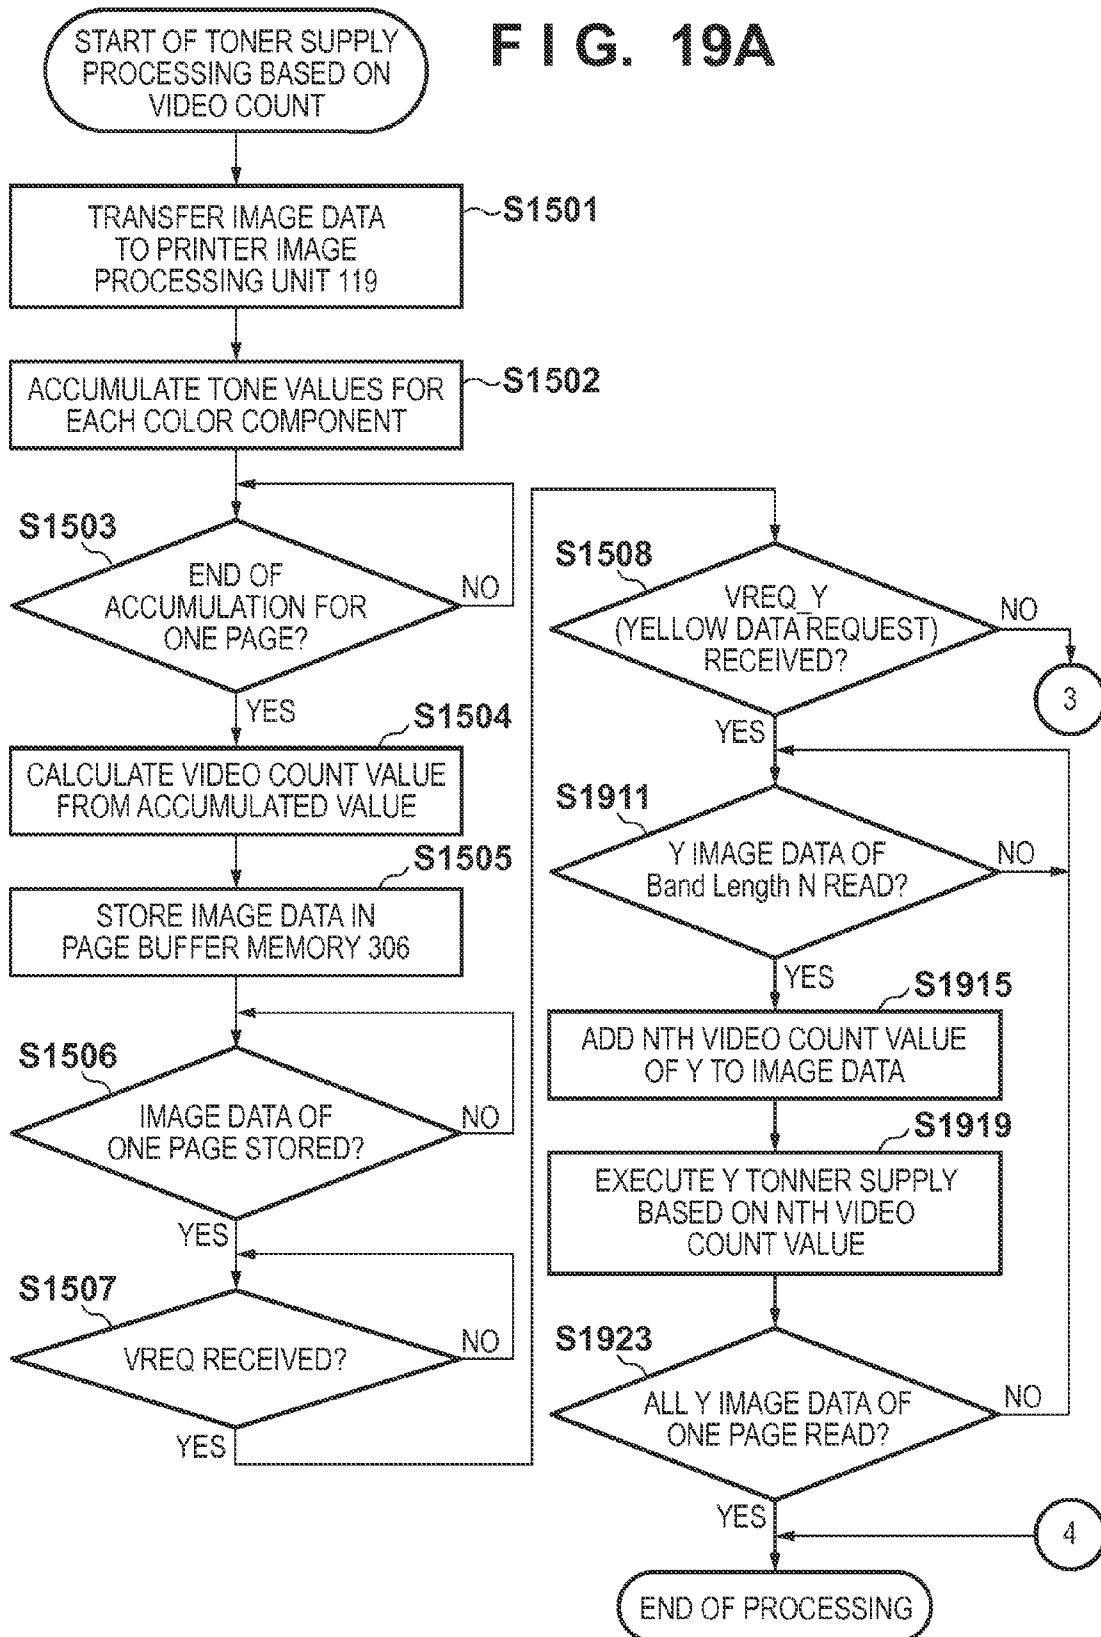 FIG. 19A
START OF TONER SUPPLY
PROCESSING BASED ON
VIDEO COUNT
S1501
TRANSFER IMAGE DATA
TO PRINTER IMAGE
PROCESSING UNIT 119
S1502
ACCUMULATE TONE VALUES FOR
EACH COLOR COMPONENT
S1503
END OF
ACCUMULATION FOR
ONE PAGE?
NO
YES
S1504
CALCULATE VIDEO COUNT VALUE
FROM ACCUMULATED VALUE
S1505
STORE IMAGE DATA IN
PAGE BUFFER MEMORY 306
S1506
IMAGE DATA OF
ONE PAGE STORED?
NO
YES
S1507
VREQ RECEIVED?
NO
YES
S1508
VREQ_Y
(YELLOW DATA REQUEST)
RECEIVED?
NO
3
YES
S1911
Y IMAGE DATA OF
Band Length N READ?
NO
YES
S1915
ADD NTH VIDEO COUNT VALUE
OF Y TO IMAGE DATA
S1919
EXECUTE Y TONNER SUPPLY
BASED ON NTH VIDEO
COUNT VALUE
S1923
ALL Y IMAGE DATA OF
ONE PAGE READ?
NO
YES
4
END OF PROCESSING